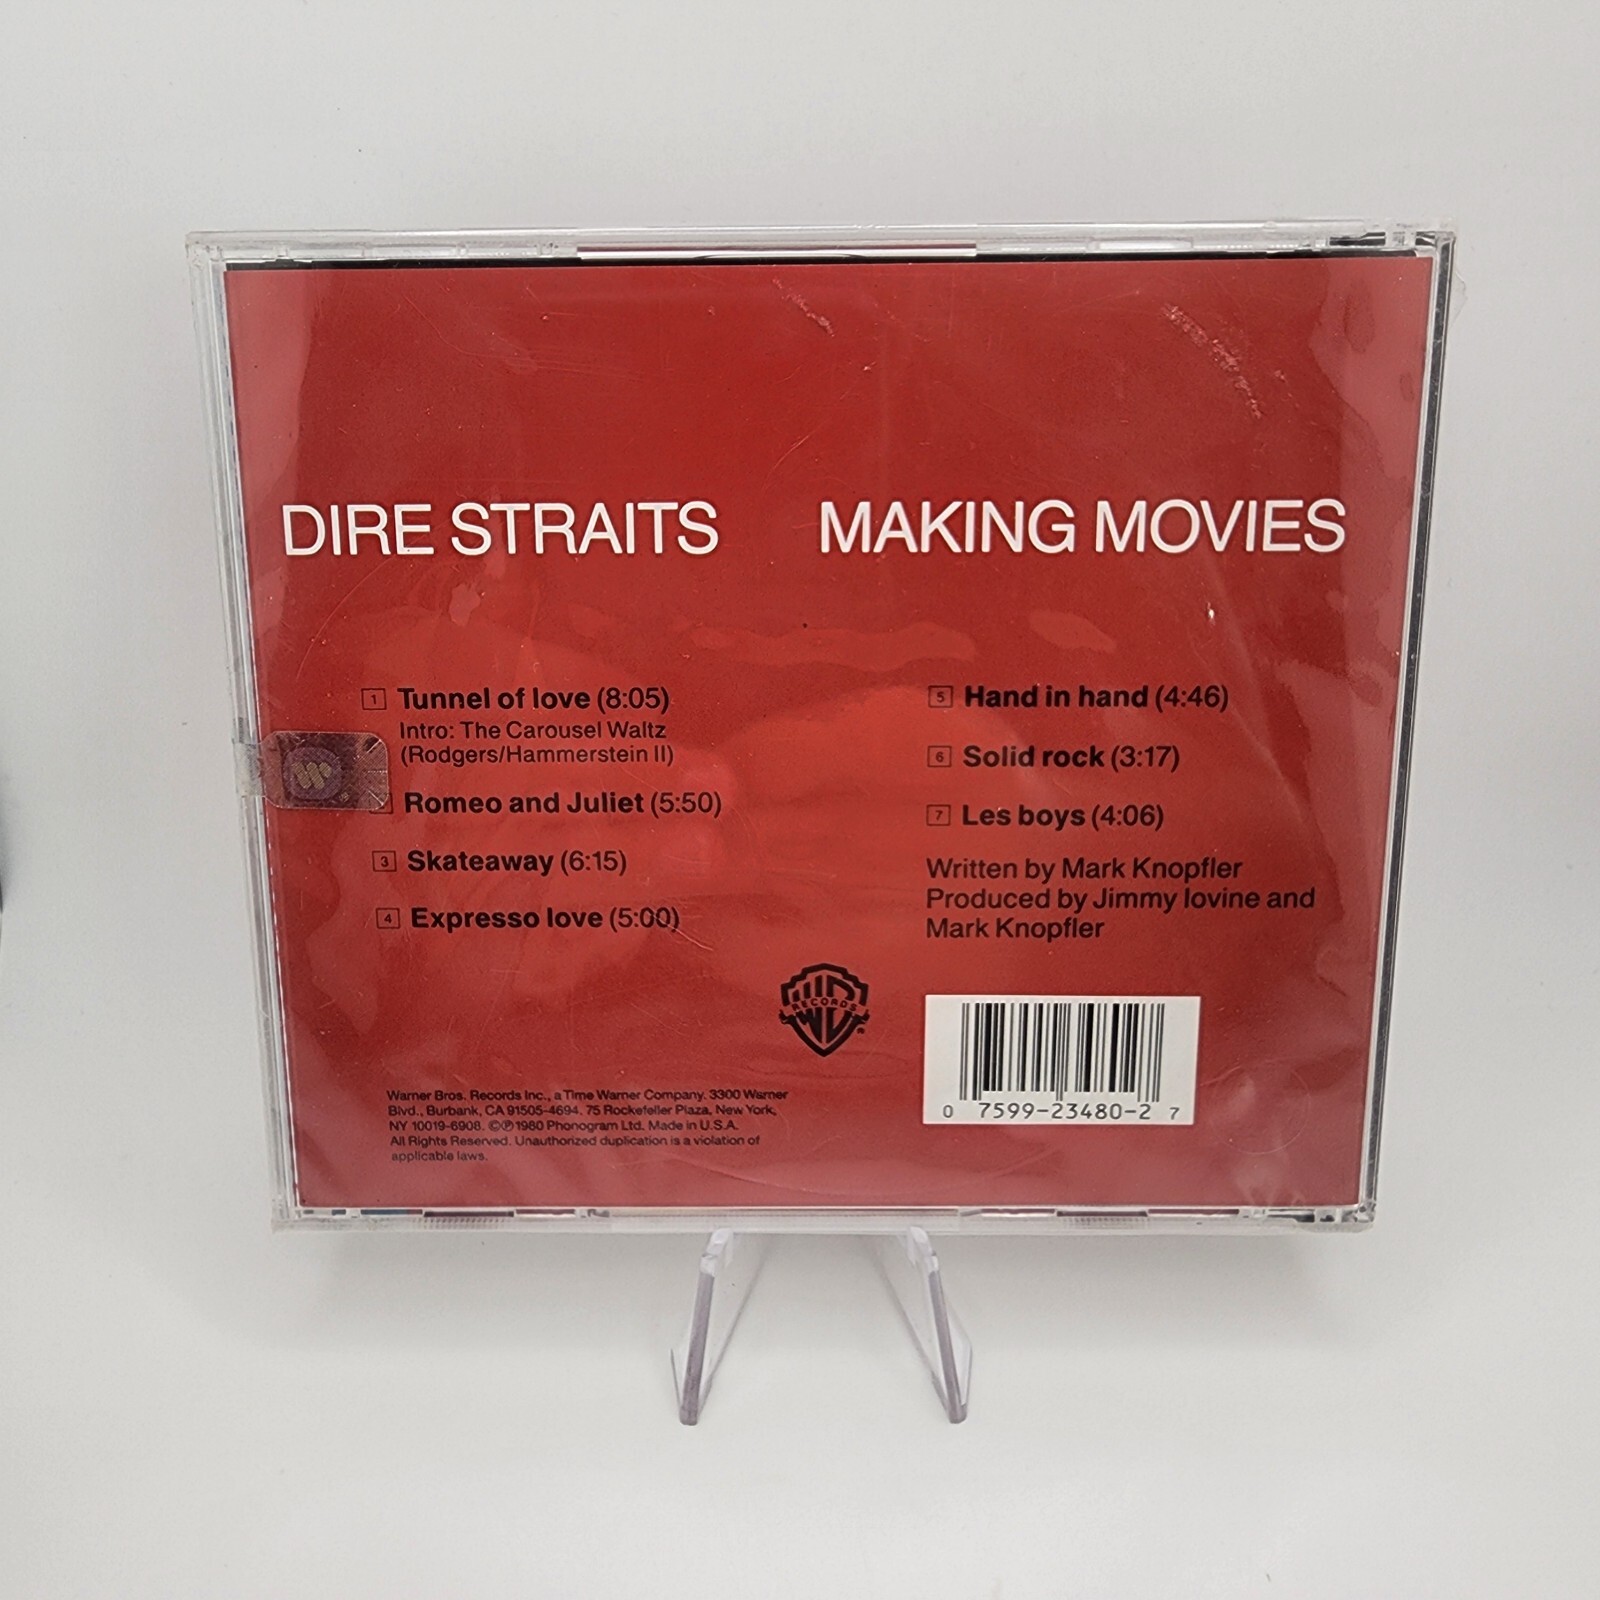 DIRE STRAITS
MAKING MOVIES
1 Tunnel of love (8:05)
Intro: The Carousel Waltz
(Rodgers/Hammerstein II)
Romeo and Juliet (5:50)
3 Skateaway (6:15)
4 Expresso love (5:00)
5 Hand in hand (4:46)
6 Solid rock (3:17)
7 Les boys (4:06)
Written by Mark Knopfler
Produced by Jimmy Iovine and
Mark Knopfler
RECORDS
0 7599-23480-2 7
Warner Bros. Records Inc., a Time Warner Company. 3300 Warner
Blvd., Burbank, CA 91505-4694. 75 Rockefeller Plaza, New York,
NY 10019-6908. ©℗1980 Phonogram Ltd. Made in U.S.A.
All Rights Reserved. Unauthorized duplication is a violation of
applicable laws.